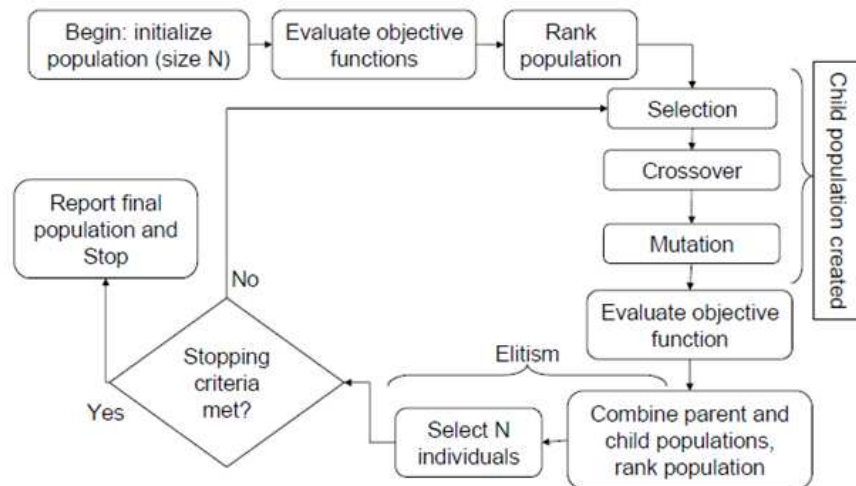 Begin: initialize
population (size N)
Evaluate objective
functions
Rank
population
Selection
Crossover
Mutation
Child population created
Evaluate objective
function
Combine parent and
child populations,
rank population
Elitism
Select N
individuals
Stopping
criteria
met?
No
Yes
Report final
population and
Stop